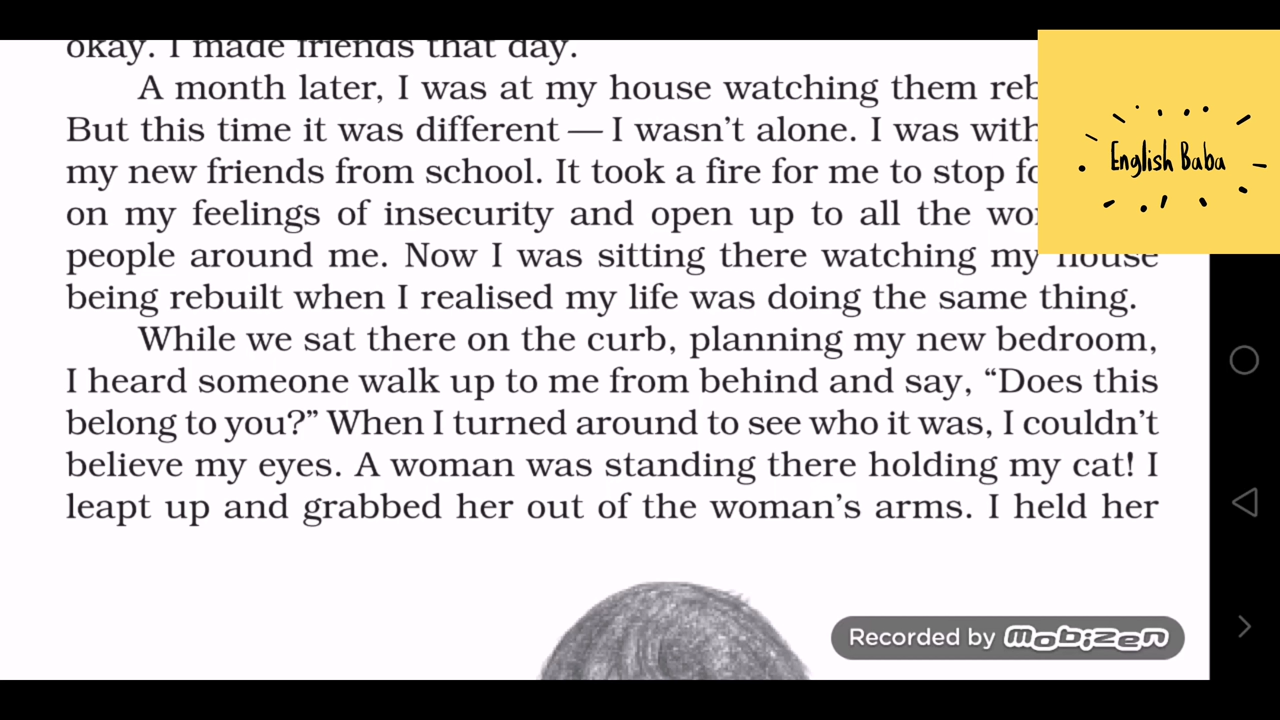 okay. I made friends that day.
A month later, I was at my house watching them
But this time it was different — I wasn't alone. I was with
my new friends from school. It took a fire for me to stop
on my feelings of insecurity and open up to all the
people around me. Now I was sitting there watching my house
being rebuilt when I realised my life was doing the same thing.
While we sat there on the curb, planning my new bedroom,
I heard someone walk up to me from behind and say, “Does this
belong to you?” When I turned around to see who it was, I couldn't
believe my eyes. A woman was standing there holding my cat! I
leapt up and grabbed her out of the woman's arms. I held her
English Baba
Recorded by mobizen